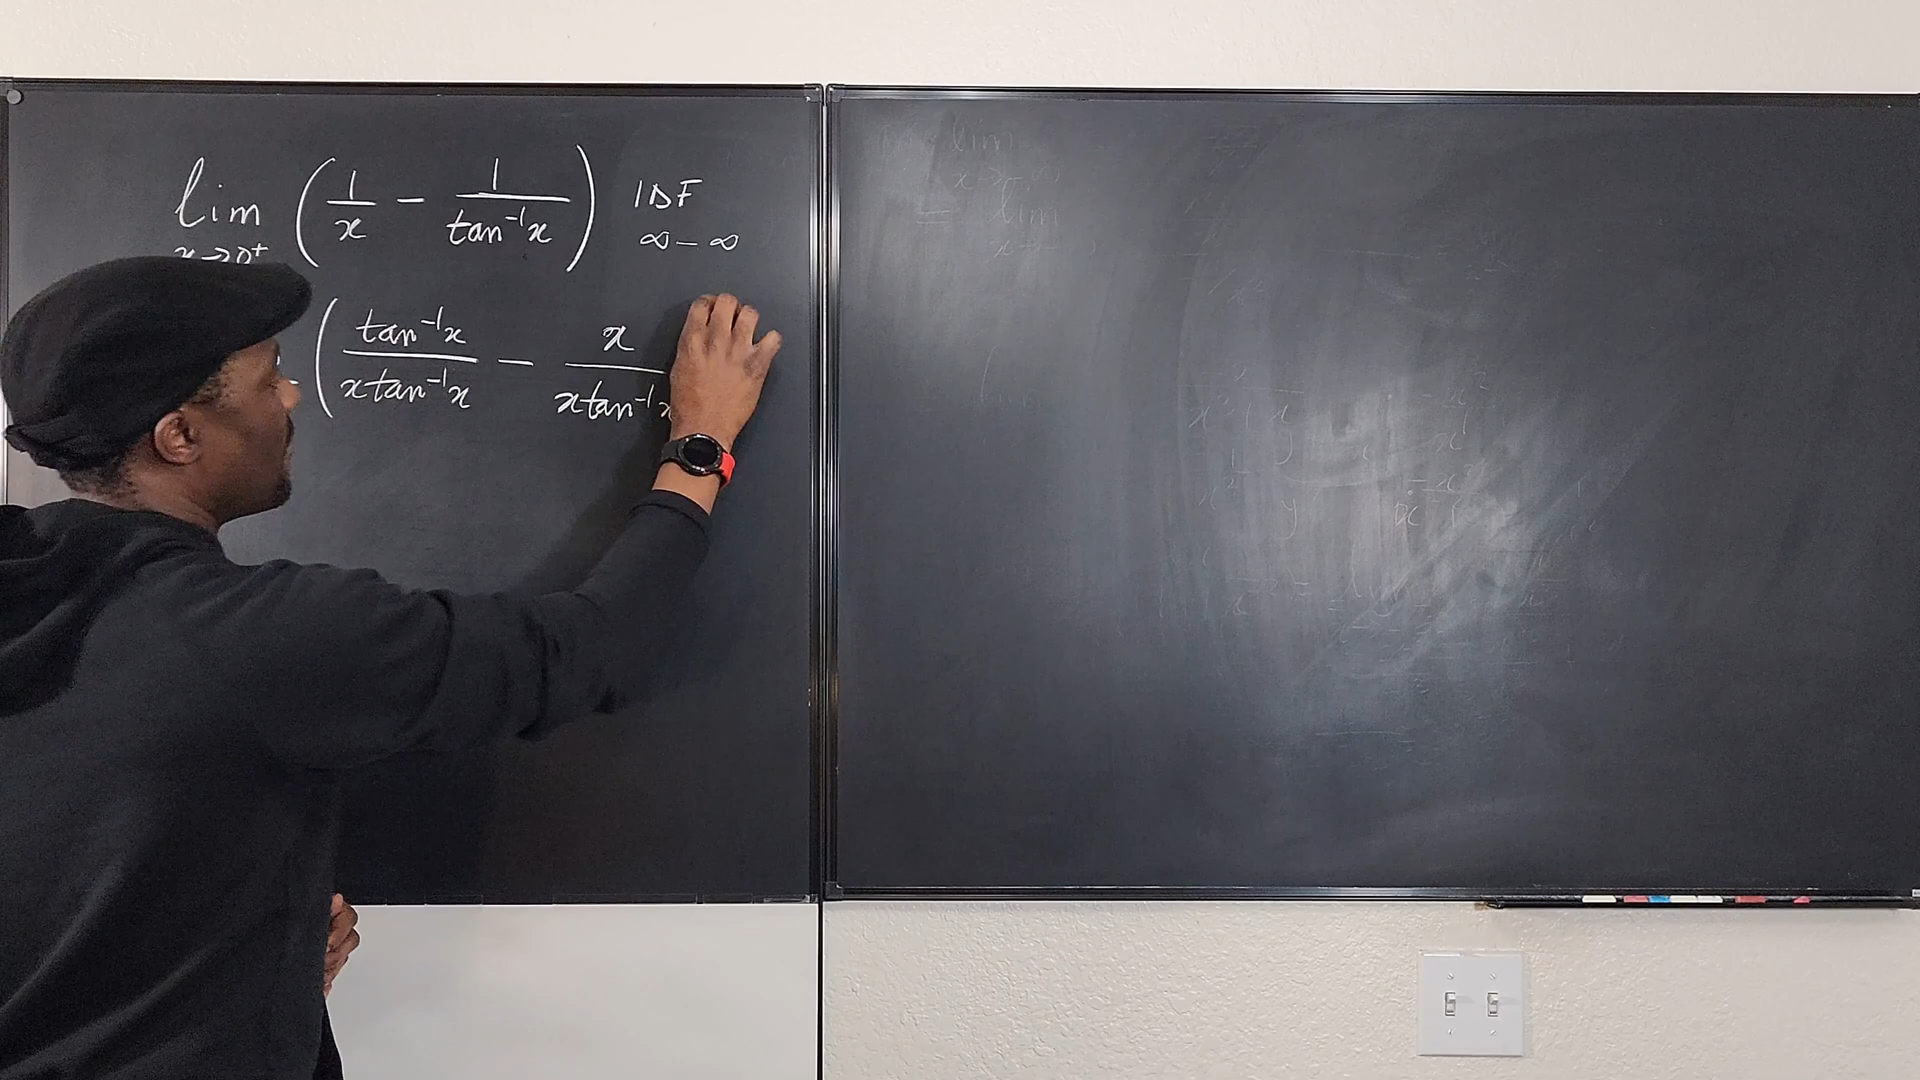 lim (1/x − 1/tan⁻¹x) IDF
x→0⁺ ∞ − ∞
(tan⁻¹x/xtan⁻¹x − x/xtan⁻¹x